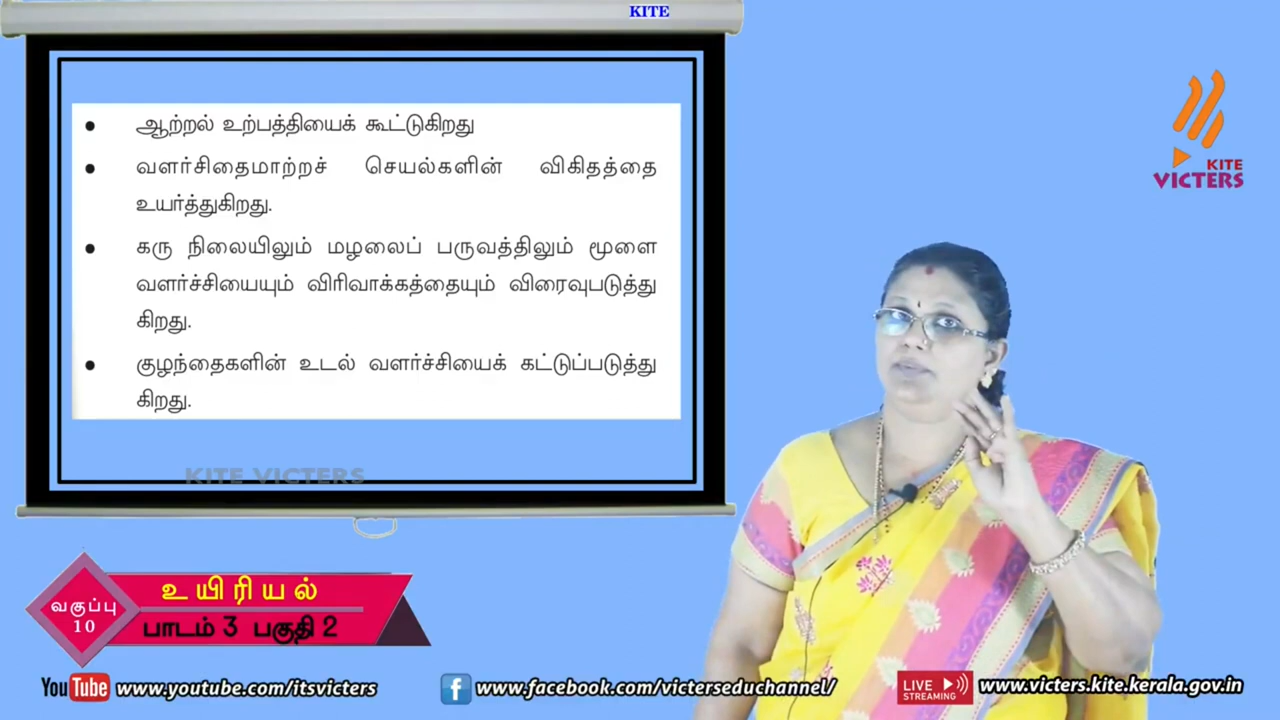 KITE
ஆற்றல் உற்பத்தியைக் கூட்டுகிறது
வளர்சிதைமாற்றச் செயல்களின் விகிதத்தை
உயர்த்துகிறது.
கரு நிலையிலும் மழலைப் பருவத்திலும் மூளை
வளர்ச்சியையும் விரிவாக்கத்தையும் விரைவுபடுத்து
கிறது.
குழந்தைகளின் உடல் வளர்ச்சியைக் கட்டுப்படுத்து
கிறது.
KITE VICTERS
KITE
VICTERS
வகுப்பு
10
உயிரியல்
பாடம் 3 பகுதி 2
YouTube www.youtube.com/itsvicters
f www.facebook.com/victerseduchannel/
LIVE
STREAMING
www.victers.kite.kerala.gov.in